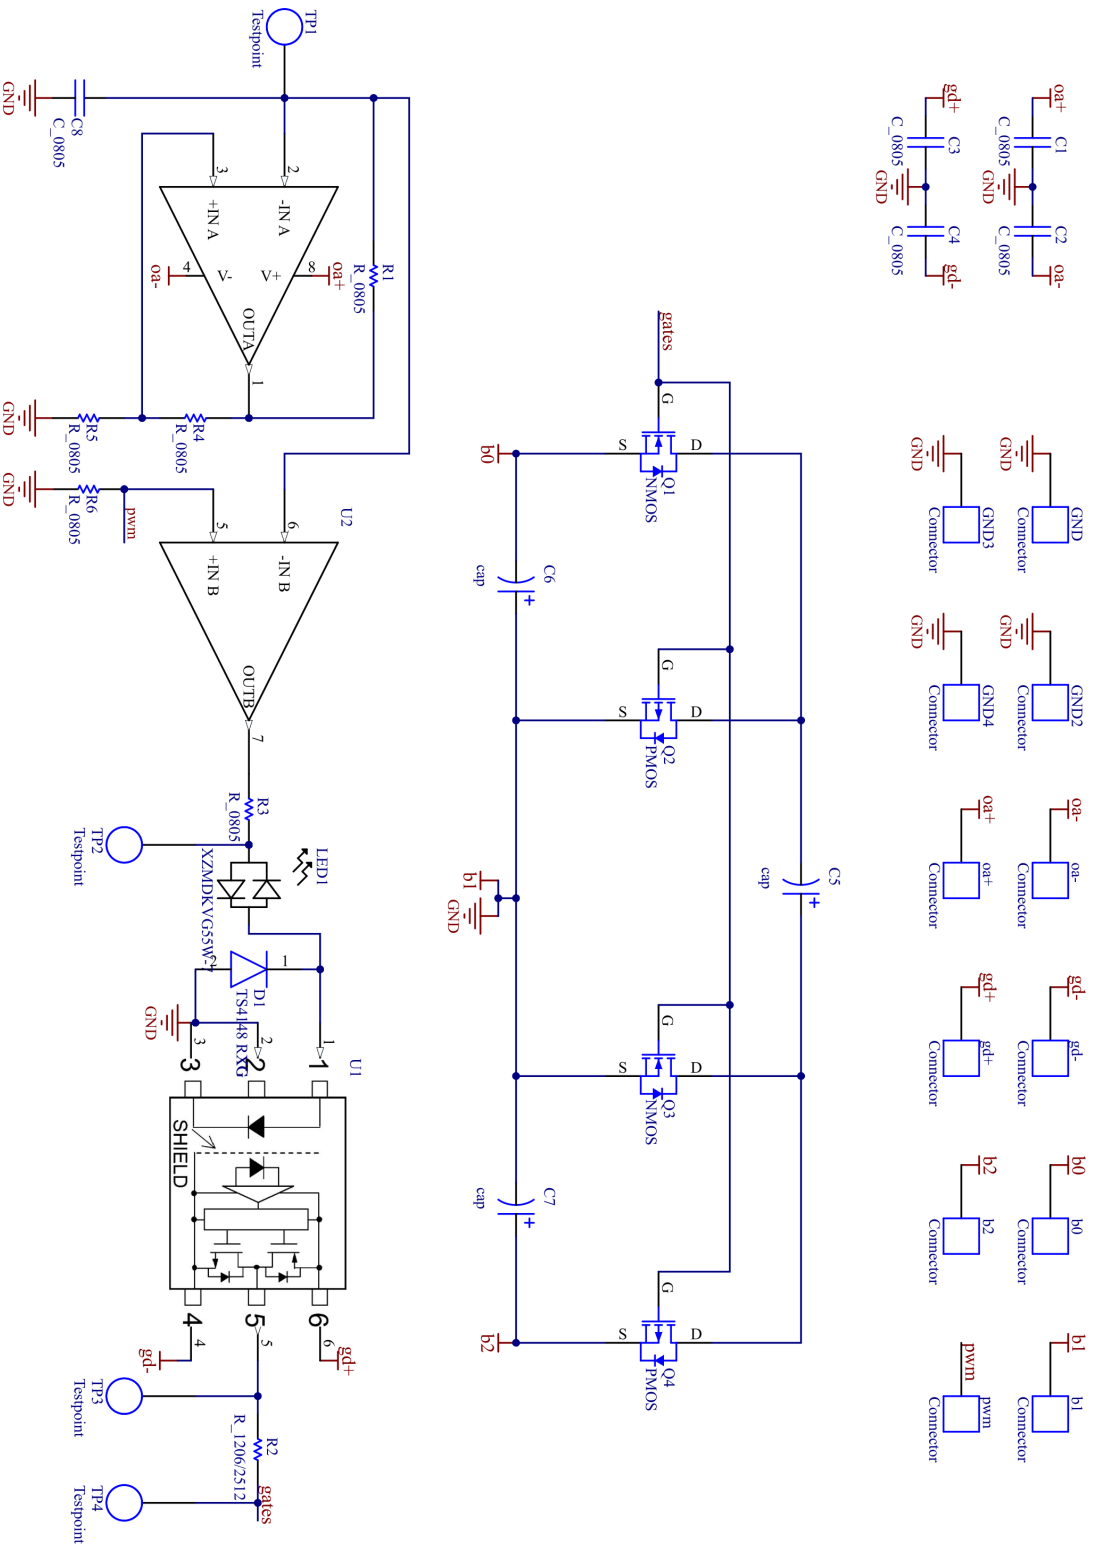 oa+
C1
C_0805
GND
C2
C_0805
oa-
gd+
C3
C_0805
GND
C4
C_0805
gd-
GND
GND
Connector
GND
GND2
Connector
oa-
oa-
Connector
gd-
gd-
Connector
b0
b0
Connector
b1
b1
Connector
GND
GND3
Connector
GND
GND4
Connector
oa+
oa+
Connector
gd+
gd+
Connector
b2
b2
Connector
pwm
pwm
Connector
gates
G
S
D
Q1
NMOS
G
S
D
Q2
PMOS
G
S
D
Q3
NMOS
G
S
D
Q4
PMOS
C5
cap
+
b0
C6
cap
+
b1
GND
C7
cap
+
b2
TP1
Testpoint
GND
C8
C_0805
R1
R_0805
2
-IN A
3
+IN A
8
V+
oa+
4
V-
oa-
OUTA
1
R4
R_0805
R5
R_0805
GND
R6
R_0805
GND
pwm
U2
6
-IN B
5
+IN B
OUTB
7
R3
R_0805
TP2
Testpoint
LED1
XZMDKVG55W-7
1
2
D1
TS4148 RXG
GND
U1
1
2
3
1
2
3
SHIELD
4
5
6
4
5
6
gd-
gd+
TP3
Testpoint
R2
R_1206/2512
TP4
Testpoint
gates